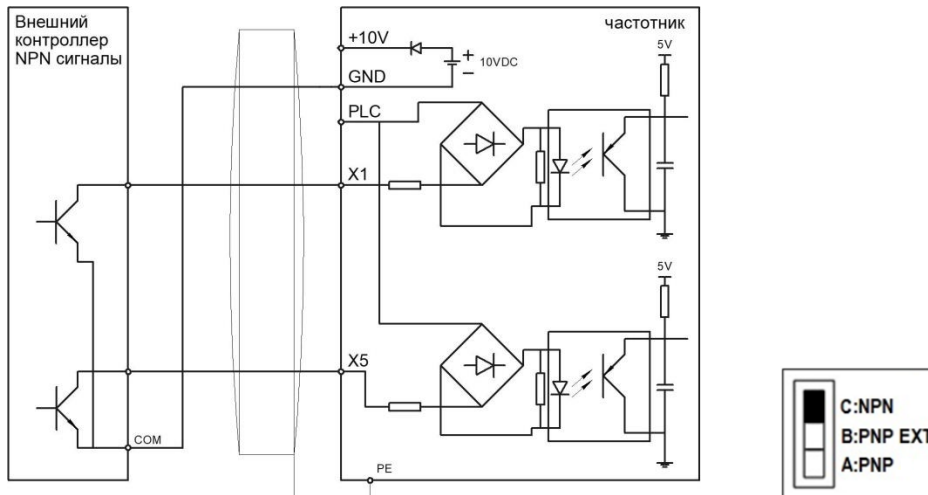 Внешний
контроллер
NPN сигналы
частотник
+10V
5V
10VDC
GND
PLC
X1
5V
X5
COM
PE
C:NPN
B:PNP EXT
A:PNP